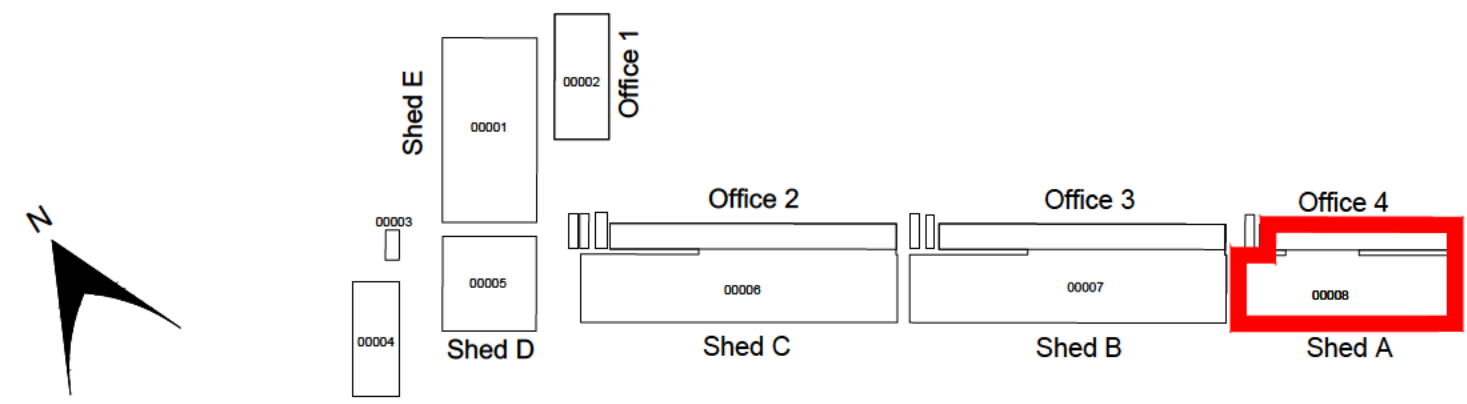 Office 1
00002
Shed E
00001
Office 2
Office 3
Office 4
N
00003
00005
00006
00007
00008
00004
Shed D
Shed C
Shed B
Shed A